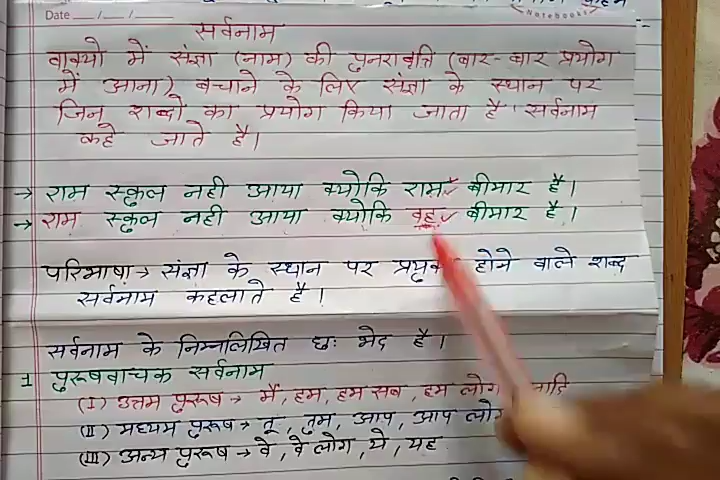 Date
Notebook
सर्वनाम
वाक्यो में संज्ञा (नाम) की पुनरावृत्ति (बार-बार प्रयोग
में आना) बचाने के लिए संज्ञा के स्थान पर
जिन शब्दो का प्रयोग किया जाता है। सर्वनाम
कहे जाते है।
→ राम स्कुल नही आया क्योकि राम बीमार है।
→ राम स्कुल नही आया क्योकि वह बीमार है।
परिभाषा → संज्ञा के स्थान पर प्रयुक्त होने वाले शब्द
सर्वनाम कहलाते है।
सर्वनाम के निम्नलिखित छः भेद है।
1 पुरूषवाचक सर्वनाम
(I) उत्तम पुरूष → मैं, हम, हम सब, हम लोग
(II) मध्यम पुरूष → तू, तुम, आप, आप लोग
(III) अन्य पुरूष → वे, वे लोग, ये, यह